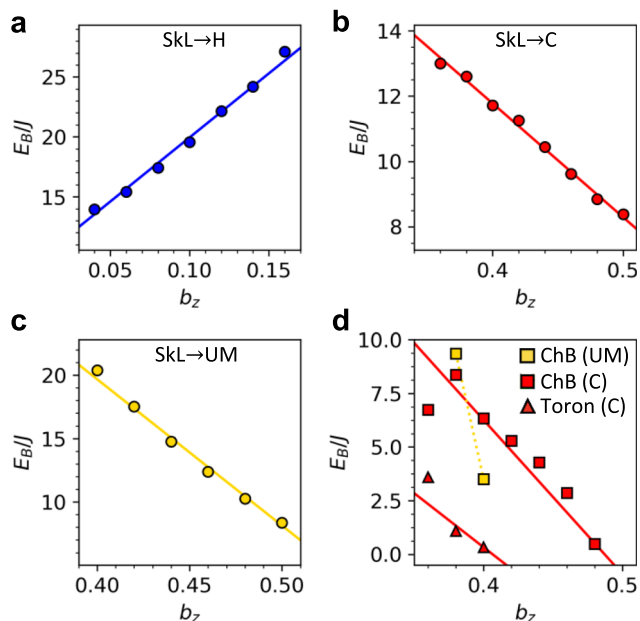 a
SkL→H
25
20
15
E_B/J
0.05 0.10 0.15
b_z
b
SkL→C
14
12
10
8
E_B/J
0.4 0.5
b_z
c
SkL→UM
20
15
10
E_B/J
0.40 0.45 0.50
b_z
d
10.0
7.5
5.0
2.5
0.0
E_B/J
ChB (UM)
ChB (C)
Toron (C)
0.4 0.5
b_z